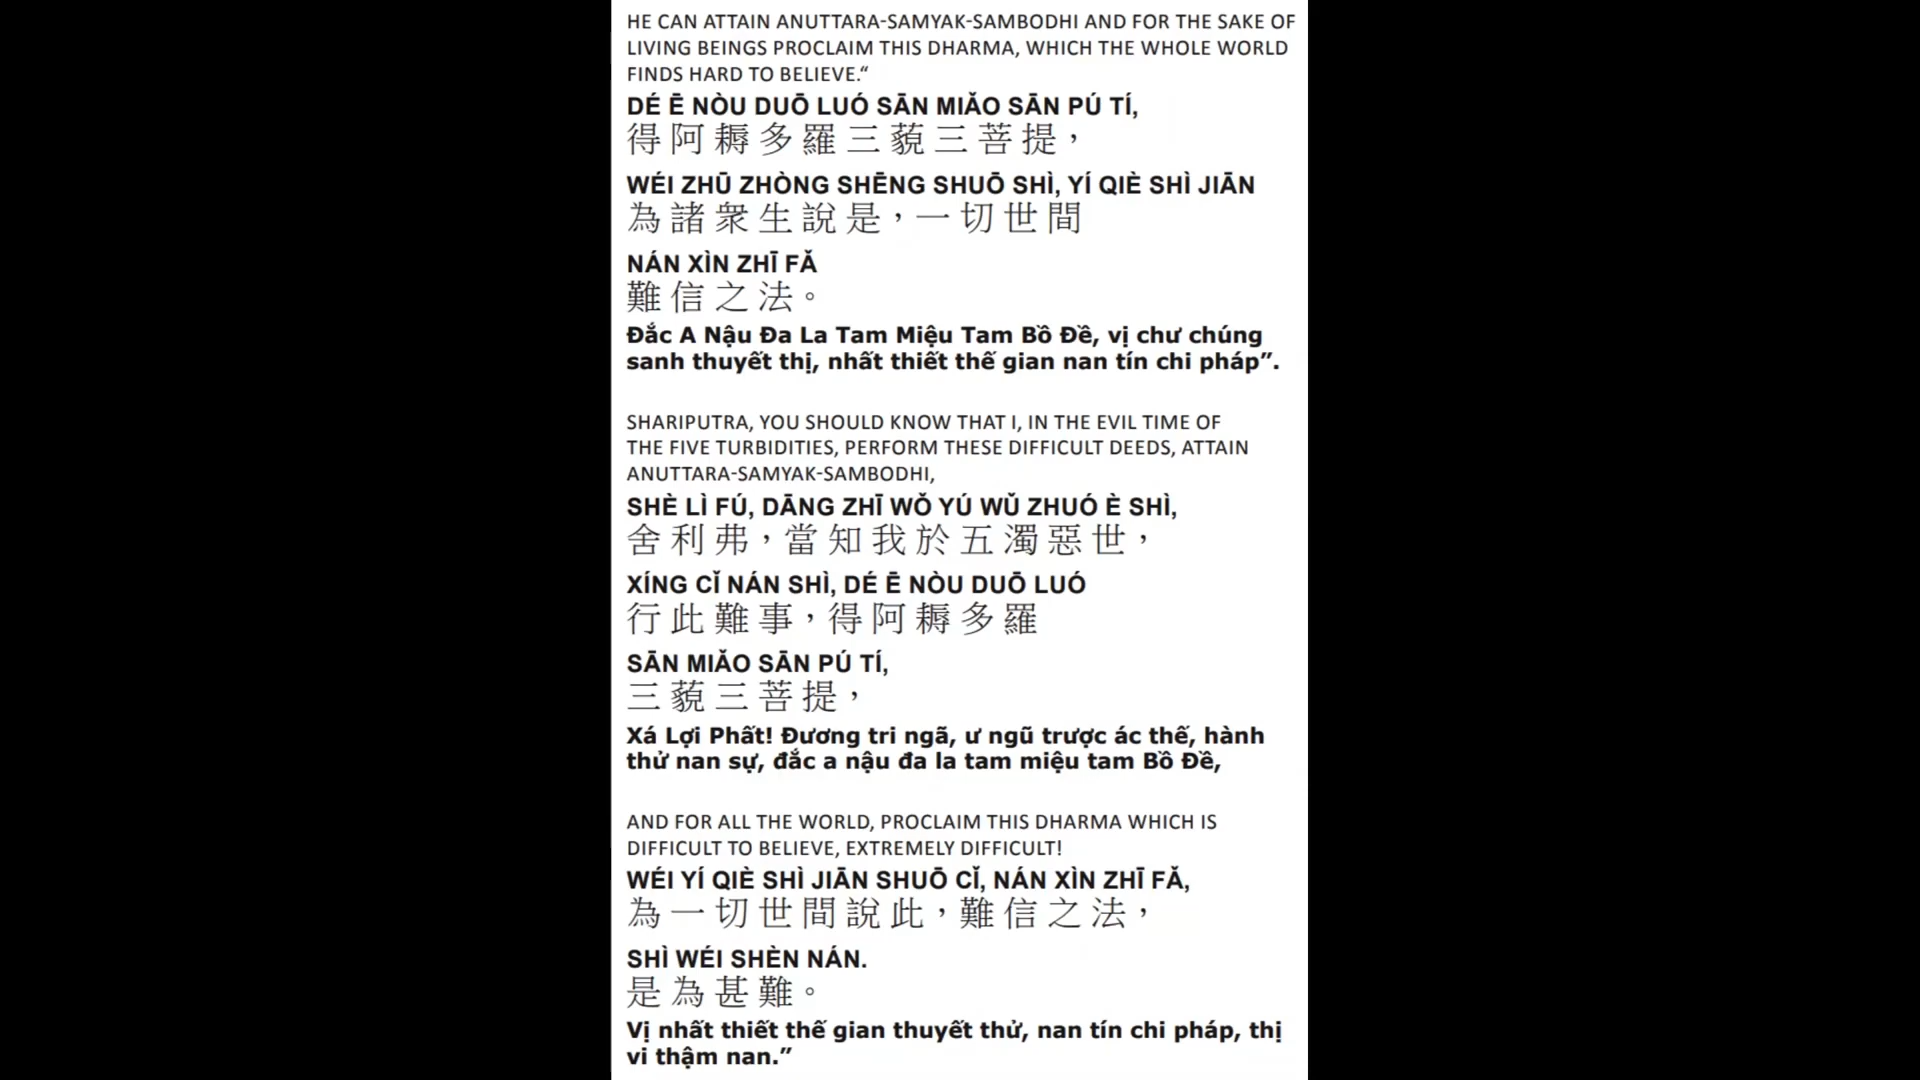 HE CAN ATTAIN ANUTTARA-SAMYAK-SAMBODHI AND FOR THE SAKE OF
LIVING BEINGS PROCLAIM THIS DHARMA, WHICH THE WHOLE WORLD
FINDS HARD TO BELIEVE.“
DÉ Ē NÒU DUŌ LUÓ SĀN MIǍO SĀN PÚ TÍ,
得阿耨多羅三藐三菩提，
WÉI ZHŪ ZHÒNG SHĒNG SHUŌ SHÌ, YÍ QIÈ SHÌ JIĀN
為諸衆生說是，一切世間
NÁN XÌN ZHĪ FǍ
難信之法。
Đắc A Nậu Đa La Tam Miệu Tam Bồ Đề, vị chư chúng
sanh thuyết thị, nhất thiết thế gian nan tín chi pháp”.
SHARIPUTRA, YOU SHOULD KNOW THAT I, IN THE EVIL TIME OF
THE FIVE TURBIDITIES, PERFORM THESE DIFFICULT DEEDS, ATTAIN
ANUTTARA-SAMYAK-SAMBODHI,
SHÈ LÌ FÚ, DĀNG ZHĪ WǑ YÚ WǓ ZHUÓ È SHÌ,
舍利弗，當知我於五濁惡世，
XÍNG CǏ NÁN SHÌ, DÉ Ē NÒU DUŌ LUÓ
行此難事，得阿耨多羅
SĀN MIǍO SĀN PÚ TÍ,
三藐三菩提，
Xá Lợi Phất! Đương tri ngã, ư ngũ trược ác thế, hành
thử nan sự, đắc a nậu đa la tam miệu tam Bồ Đề,
AND FOR ALL THE WORLD, PROCLAIM THIS DHARMA WHICH IS
DIFFICULT TO BELIEVE, EXTREMELY DIFFICULT!
WÉI YÍ QIÈ SHÌ JIĀN SHUŌ CǏ, NÁN XÌN ZHĪ FǍ,
為一切世間說此，難信之法，
SHÌ WÉI SHÈN NÁN.
是為甚難。
Vị nhất thiết thế gian thuyết thử, nan tín chi pháp, thị
vi thậm nan.”